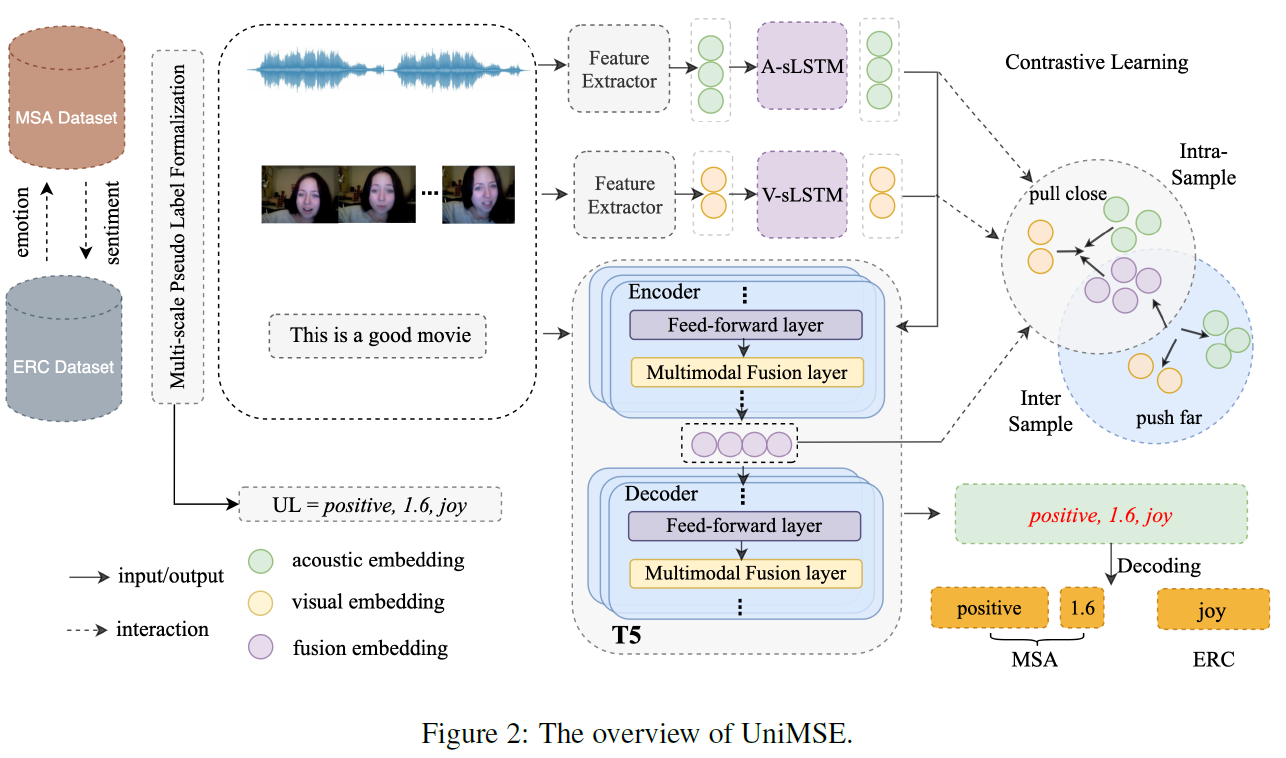 MSA Dataset
emotion
sentiment
ERC Dataset
Multi-scale Pseudo Label Formalization
This is a good movie
UL = positive, 1.6, joy
input/output
interaction
acoustic embedding
visual embedding
fusion embedding
Feature
Extractor
A-sLSTM
Feature
Extractor
V-sLSTM
Encoder
Feed-forward layer
Multimodal Fusion layer
Decoder
Feed-forward layer
Multimodal Fusion layer
T5
Contrastive Learning
Intra-
Sample
pull close
Inter
Sample
push far
positive, 1.6, joy
Decoding
positive
1.6
joy
MSA
ERC
Figure 2: The overview of UniMSE.